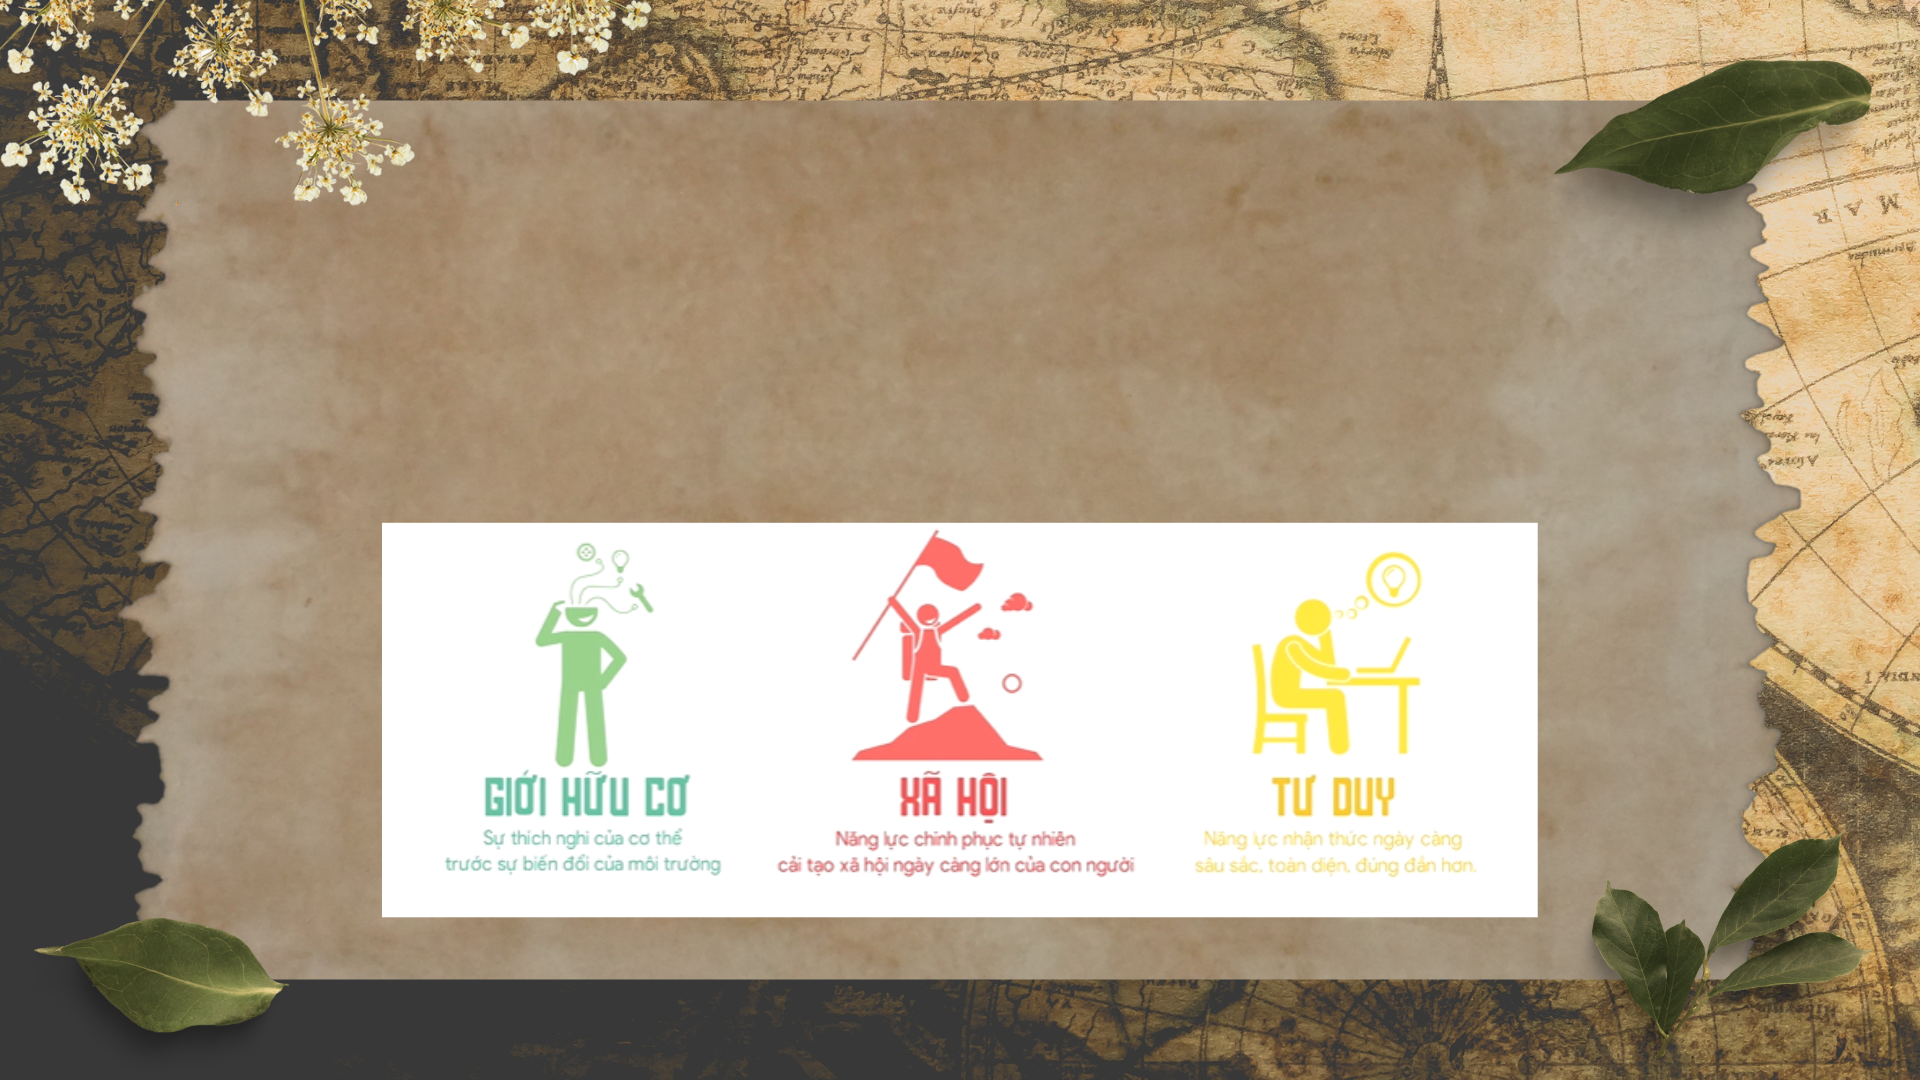 GIỚI HỮU CƠ
Sự thích nghi của cơ thể
trước sự biến đổi của môi trường
XÃ HỘI
Năng lực chinh phục tự nhiên
cải tạo xã hội ngày càng lớn của con người
TƯ DUY
Năng lực nhận thức ngày càng
sâu sắc, toàn diện, đúng đắn hơn.
M A R